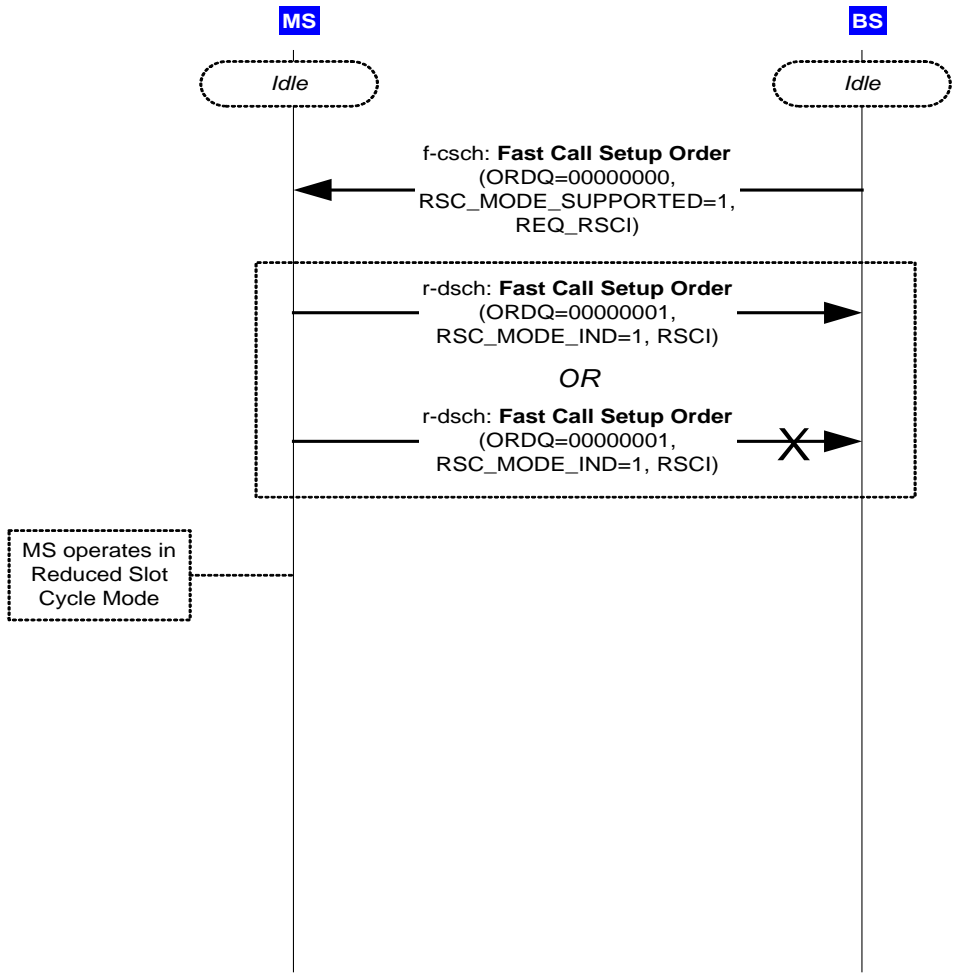 MS
BS
Idle
Idle
f-csch: Fast Call Setup Order
(ORDQ=00000000,
RSC_MODE_SUPPORTED=1,
REQ_RSCI)
r-dsch: Fast Call Setup Order
(ORDQ=00000001,
RSC_MODE_IND=1, RSCI)
OR
r-dsch: Fast Call Setup Order
(ORDQ=00000001,
RSC_MODE_IND=1, RSCI)
X
MS operates in
Reduced Slot
Cycle Mode